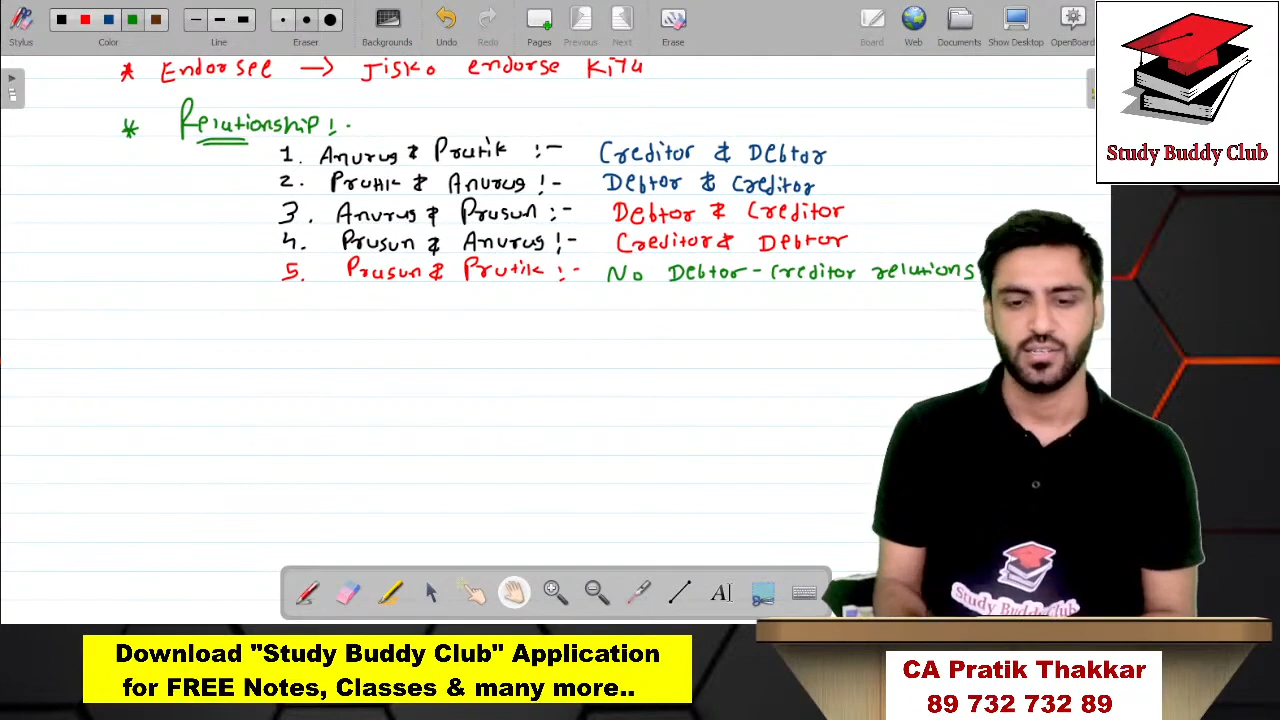 Stylus
Color
Line
Eraser
Backgrounds
Undo
Redo
Pages
Previous
Next
Erase
Board
Web
Documents
Show Desktop
OpenBoard
Study Buddy Club
* Endorsee → Jisko endorse Kiya
* Relationship :-
1. Anurag & Pratik :- Creditor & Debtor
2. Pratik & Anurag :- Debtor & Creditor
3. Anurag & Prasun :- Debtor & Creditor
4. Prasun & Anurag :- Creditor & Debtor
5. Prasun & Pratik :- No Debtor-Creditor relations
Study Buddy Club
Download "Study Buddy Club" Application
for FREE Notes, Classes & many more..
CA Pratik Thakkar
89 732 732 89